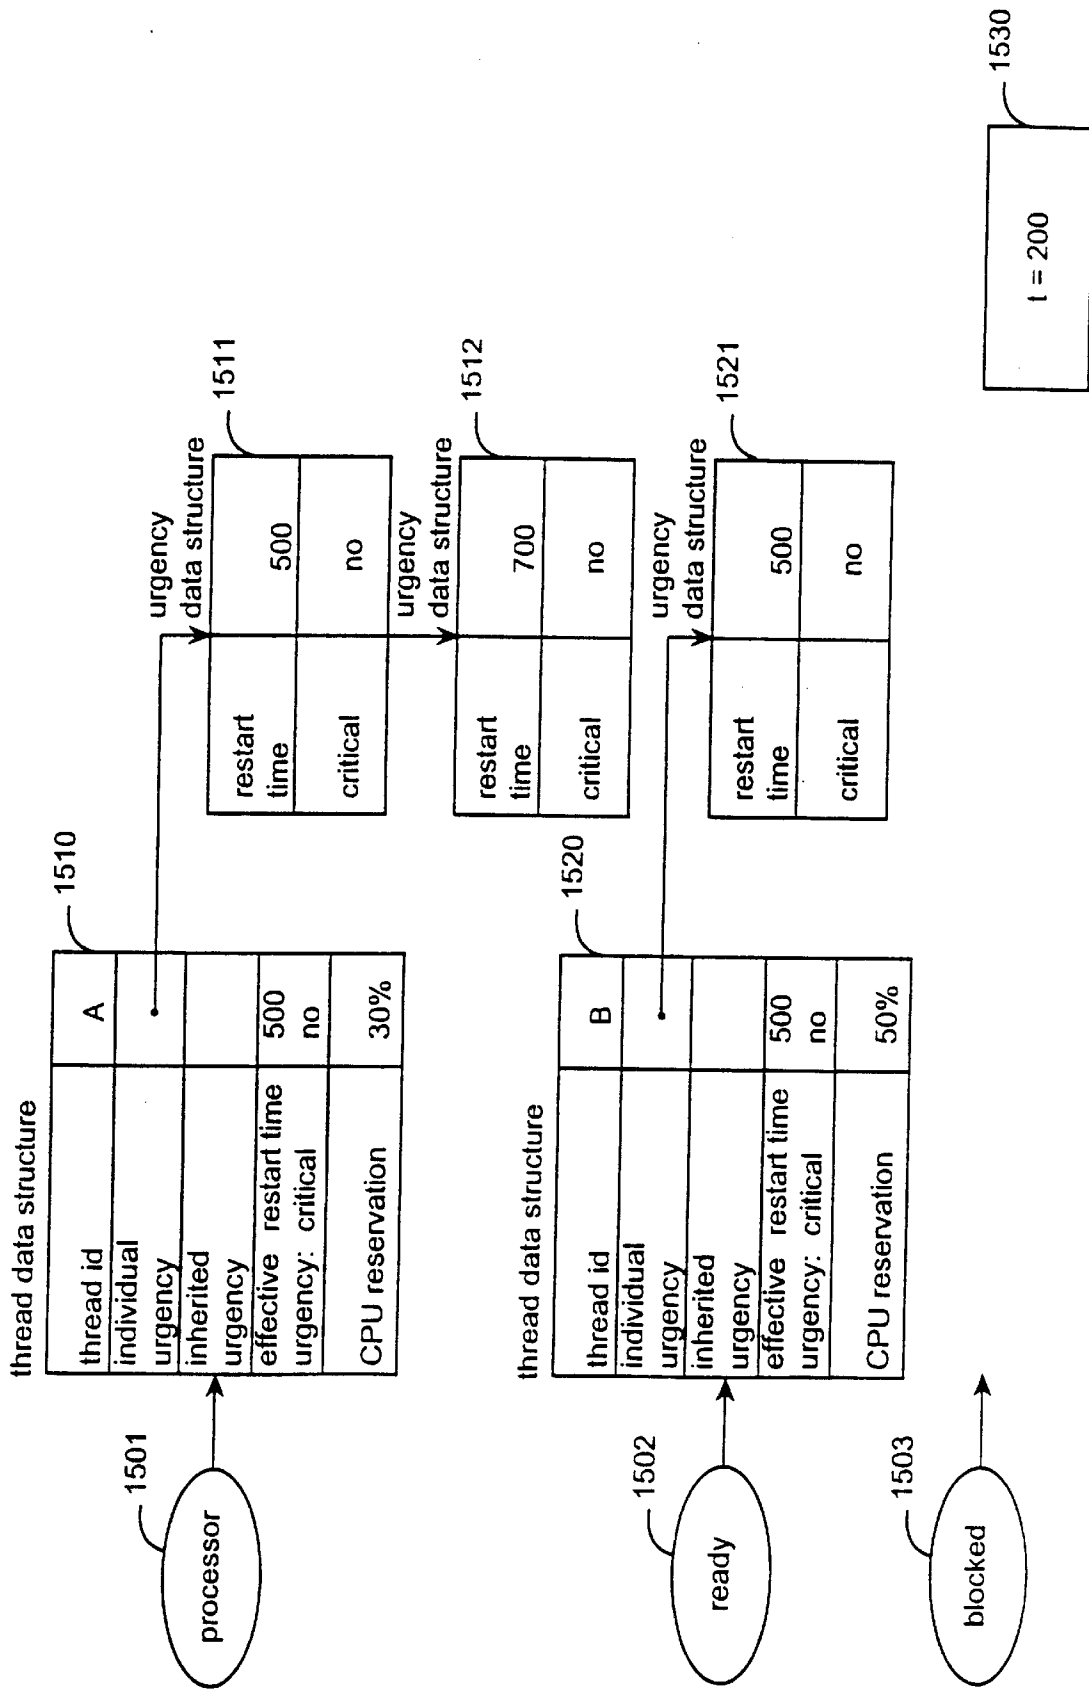 thread data structure
1510
1501
processor
thread id A
individual
urgency
inherited
urgency
effective restart time 500
urgency: critical no
CPU reservation 30%
urgency
data structure
1511
restart
time 500
critical no
urgency
data structure
1512
restart
time 700
critical no
thread data structure
1520
1502
ready
thread id B
individual
urgency
inherited
urgency
effective restart time 500
urgency: critical no
CPU reservation 50%
urgency
data structure
1521
restart
time 500
critical no
1503
blocked
1530
t = 200